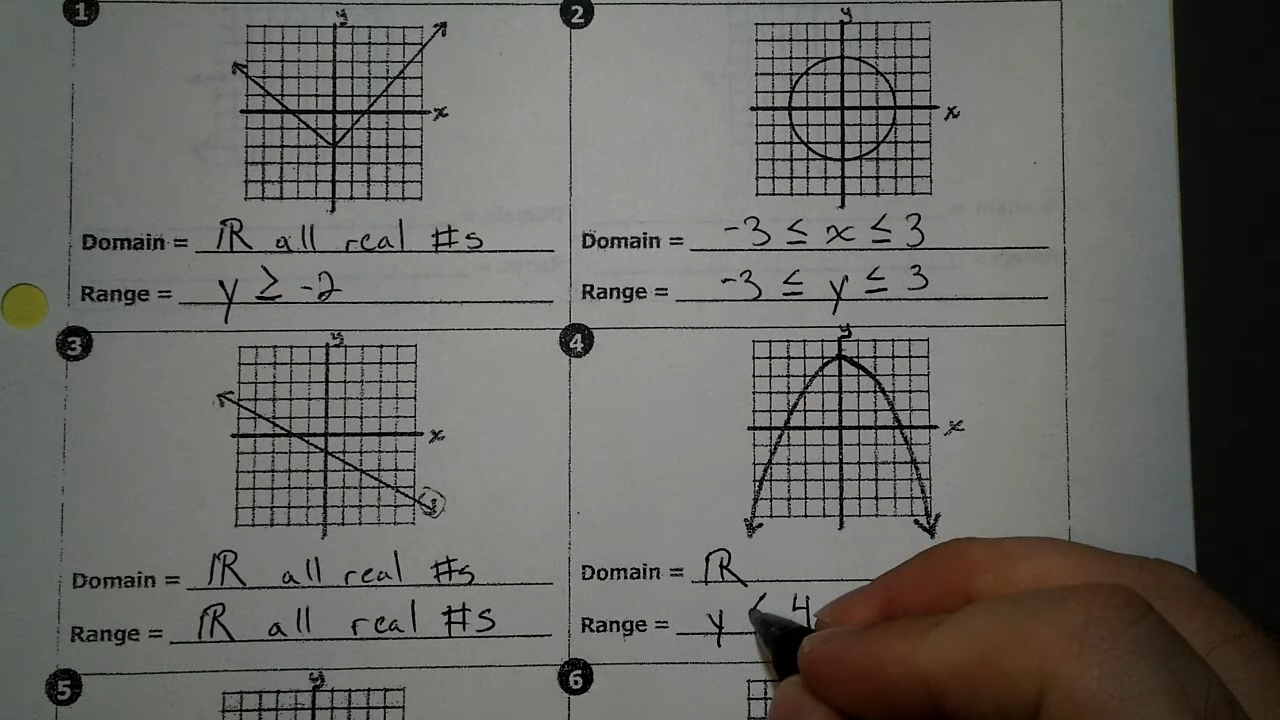 1
2
y
y
x
x
Domain = ℝ all real #s
Domain = -3 ≤ x ≤ 3
Range = y ≥ -2
Range = -3 ≤ y ≤ 3
3
4
y
y
x
x
Domain = ℝ all real #s
Domain = ℝ
Range = ℝ all real #s
Range = y ≤ 4
5
6
y